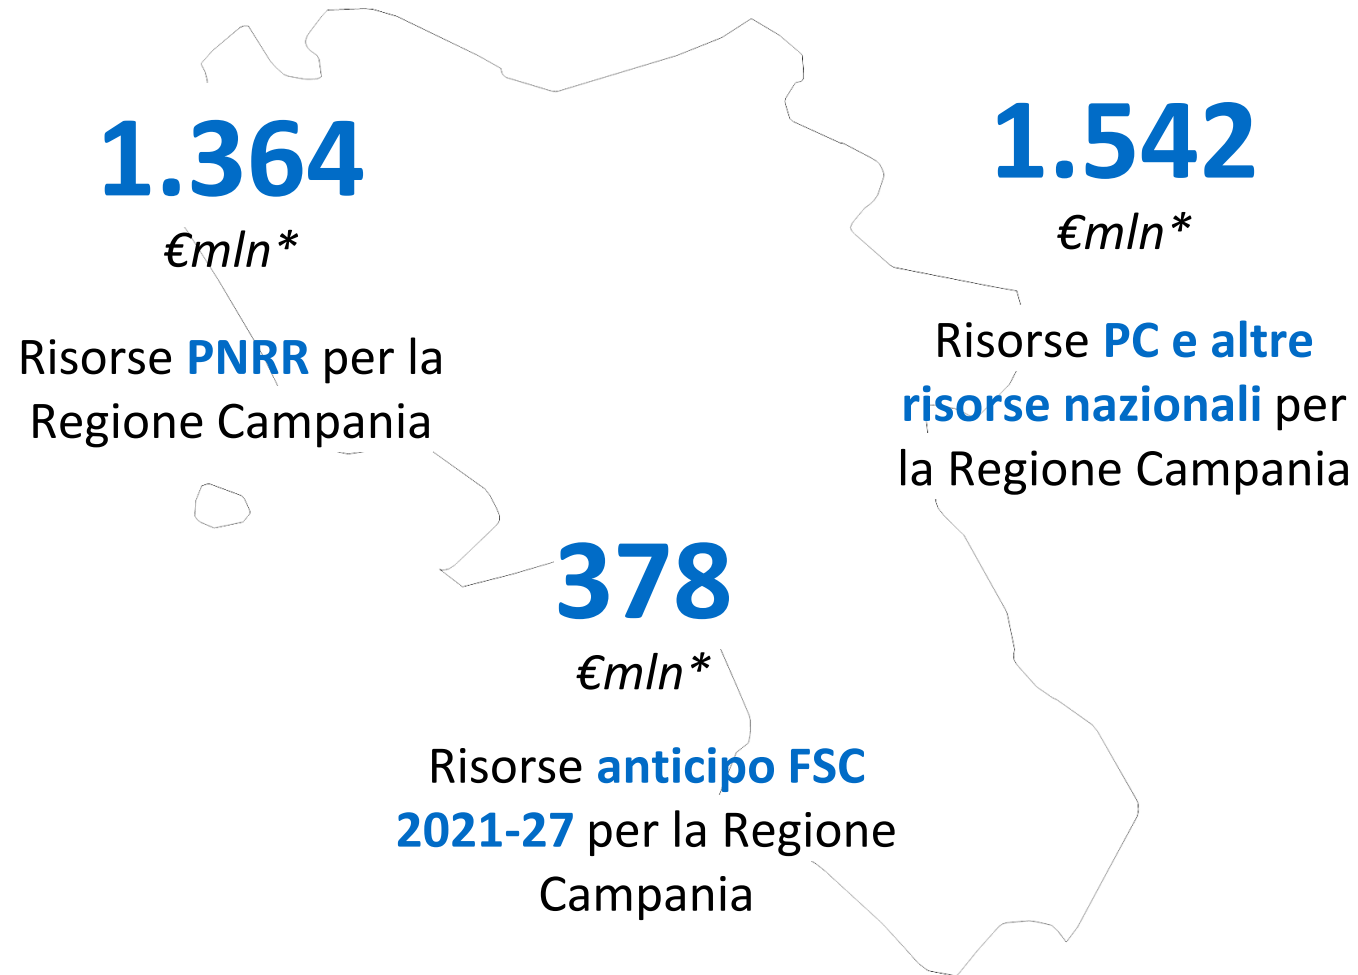 1.364
€mln*
Risorse PNRR per la
Regione Campania
1.542
€mln*
Risorse PC e altre
risorse nazionali per
la Regione Campania
378
€mln*
Risorse anticipo FSC
2021-27 per la Regione
Campania